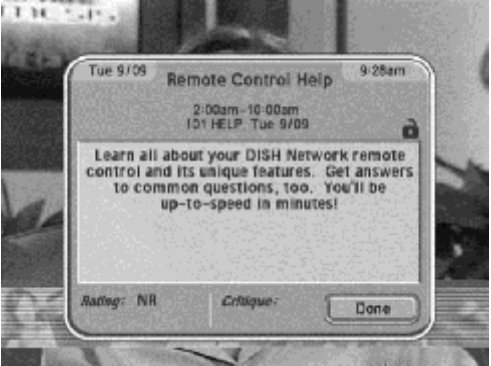 Tue 9/09 Remote Control Help 9:28am
2:00am-10:00am
101 HELP Tue 9/09
Learn all about your DISH Network remote
control and its unique features. Get answers
to common questions, too. You'll be
up-to-speed in minutes!
Rating: NR Critique: Done